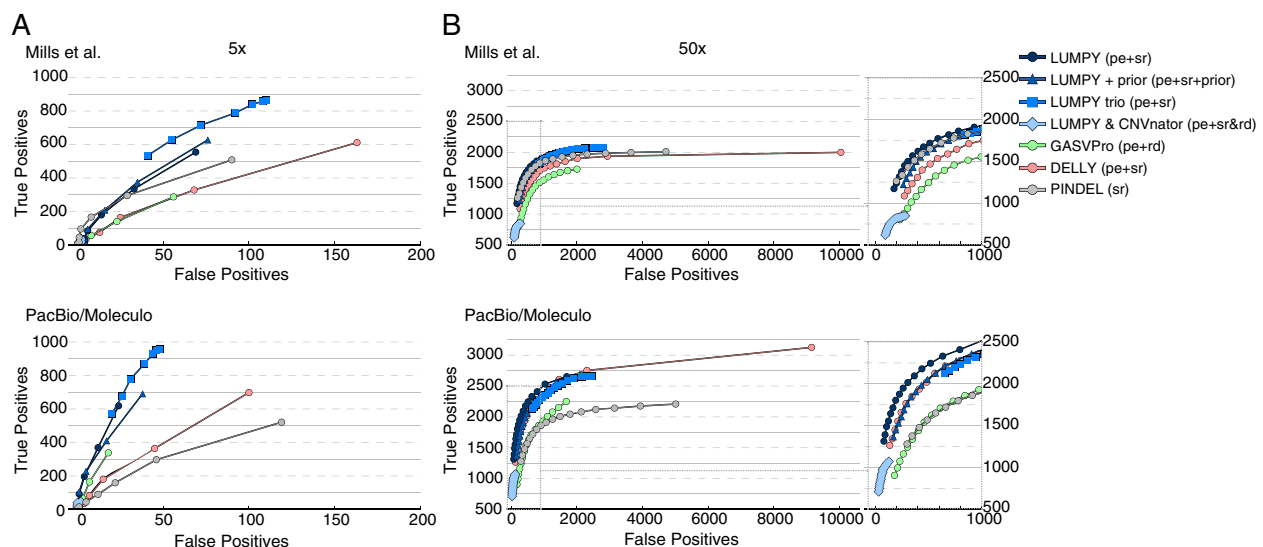 A
B
Mills et al.
5x
Mills et al.
50x
1000
800
600
400
200
0
True Positives
0
50
100
150
200
False Positives
3000
2500
2000
1500
1000
500
True Positives
0
2000
4000
6000
8000
10000
False Positives
2500
2000
1500
1000
500
0
1000
LUMPY (pe+sr)
LUMPY + prior (pe+sr+prior)
LUMPY trio (pe+sr)
LUMPY & CNVnator (pe+sr&rd)
GASVPro (pe+rd)
DELLY (pe+sr)
PINDEL (sr)
PacBio/Moleculo
PacBio/Moleculo
1000
800
600
400
200
0
True Positives
0
50
100
150
200
False Positives
3000
2500
2000
1500
1000
500
True Positives
0
2000
4000
6000
8000
10000
False Positives
2500
2000
1500
1000
500
0
1000